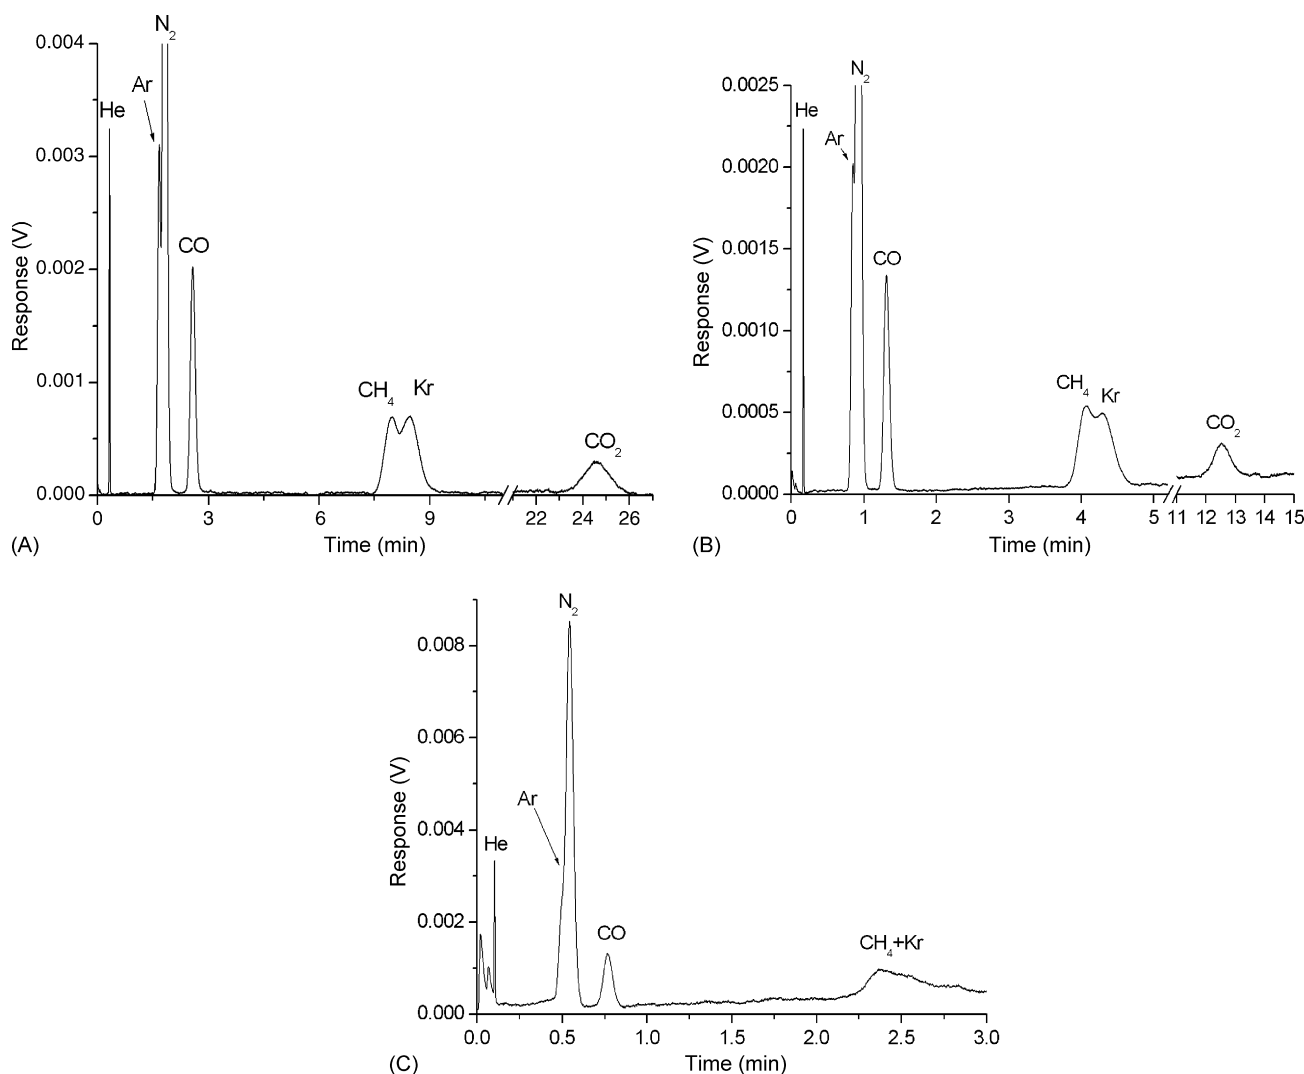 N2
0.004
Ar
He
0.003
CO
0.002
Response (V)
0.001
CH4 Kr
CO2
0.000
0 3 6 9 22 24 26
(A) Time (min)
N2
0.0025
He
Ar
0.0020
CO
0.0015
Response (V)
0.0010
CH4 Kr
CO2
0.0005
0.0000
0 1 2 3 4 5 11 12 13 14 15
(B) Time (min)
N2
0.008
0.006
Response (V)
Ar
0.004
He
0.002
CO
CH4+Kr
0.000
0.0 0.5 1.0 1.5 2.0 2.5 3.0
(C) Time (min)